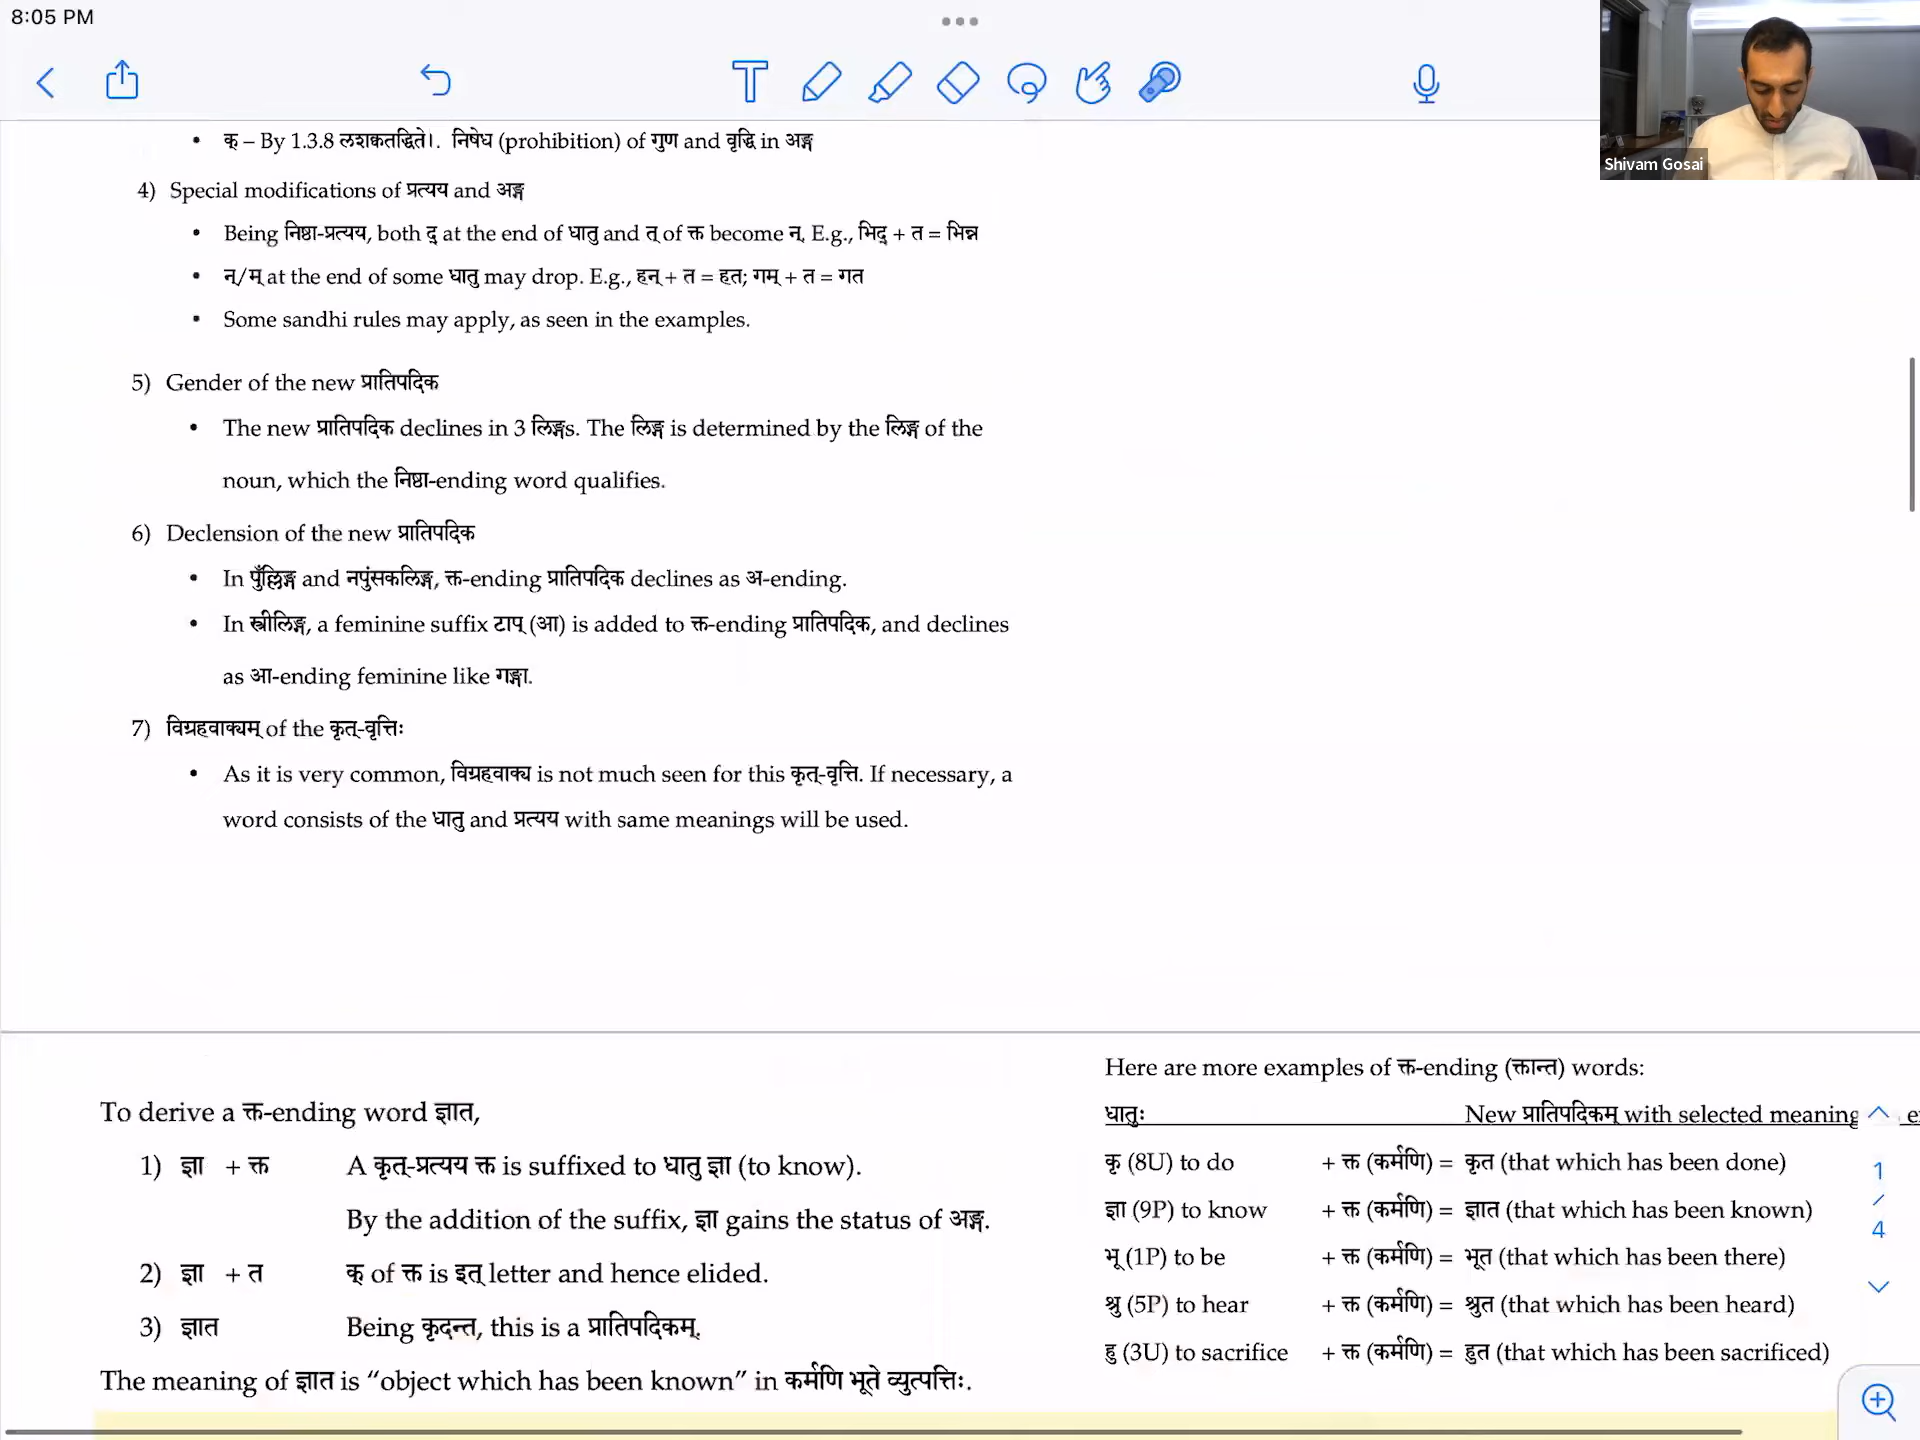 8:05 PM
Shivam Gosai
• क् – By 1.3.8 लशक्वतद्धिते।. निषेध (prohibition) of गुण and वृद्धि in अङ्ग
4) Special modifications of प्रत्यय and अङ्ग
• Being निष्ठा-प्रत्यय, both द् at the end of धातु and त् of क्त become न्. E.g., भिद् + त = भिन्न
• न्/म् at the end of some धातु may drop. E.g., हन् + त = हत; गम् + त = गत
• Some sandhi rules may apply, as seen in the examples.
5) Gender of the new प्रातिपदिक
• The new प्रातिपदिक declines in 3 लिङ्गs. The लिङ्ग is determined by the लिङ्ग of the
noun, which the निष्ठा-ending word qualifies.
6) Declension of the new प्रातिपदिक
• In पुँल्लिङ्ग and नपुंसकलिङ्ग, क्त-ending प्रातिपदिक declines as अ-ending.
• In स्त्रीलिङ्ग, a feminine suffix टाप् (आ) is added to क्त-ending प्रातिपदिक, and declines
as आ-ending feminine like गङ्गा.
7) विग्रहवाक्यम् of the कृत्-वृत्तिः
• As it is very common, विग्रहवाक्य is not much seen for this कृत्-वृत्ति. If necessary, a
word consists of the धातु and प्रत्यय with same meanings will be used.
To derive a क्त-ending word ज्ञात,
1) ज्ञा + क्त A कृत्-प्रत्यय क्त is suffixed to धातु ज्ञा (to know).
By the addition of the suffix, ज्ञा gains the status of अङ्ग.
2) ज्ञा + त क् of क्त is इत् letter and hence elided.
3) ज्ञात Being कृदन्त, this is a प्रातिपदिकम्.
The meaning of ज्ञात is “object which has been known” in कर्मणि भूते व्युत्पत्तिः.
Here are more examples of क्त-ending (क्तान्त) words:
धातुः New प्रातिपदिकम् with selected meaning
कृ (8U) to do + क्त (कर्मणि) = कृत (that which has been done)
ज्ञा (9P) to know + क्त (कर्मणि) = ज्ञात (that which has been known)
भू (1P) to be + क्त (कर्मणि) = भूत (that which has been there)
श्रु (5P) to hear + क्त (कर्मणि) = श्रुत (that which has been heard)
हु (3U) to sacrifice + क्त (कर्मणि) = हुत (that which has been sacrificed)
1
/
4